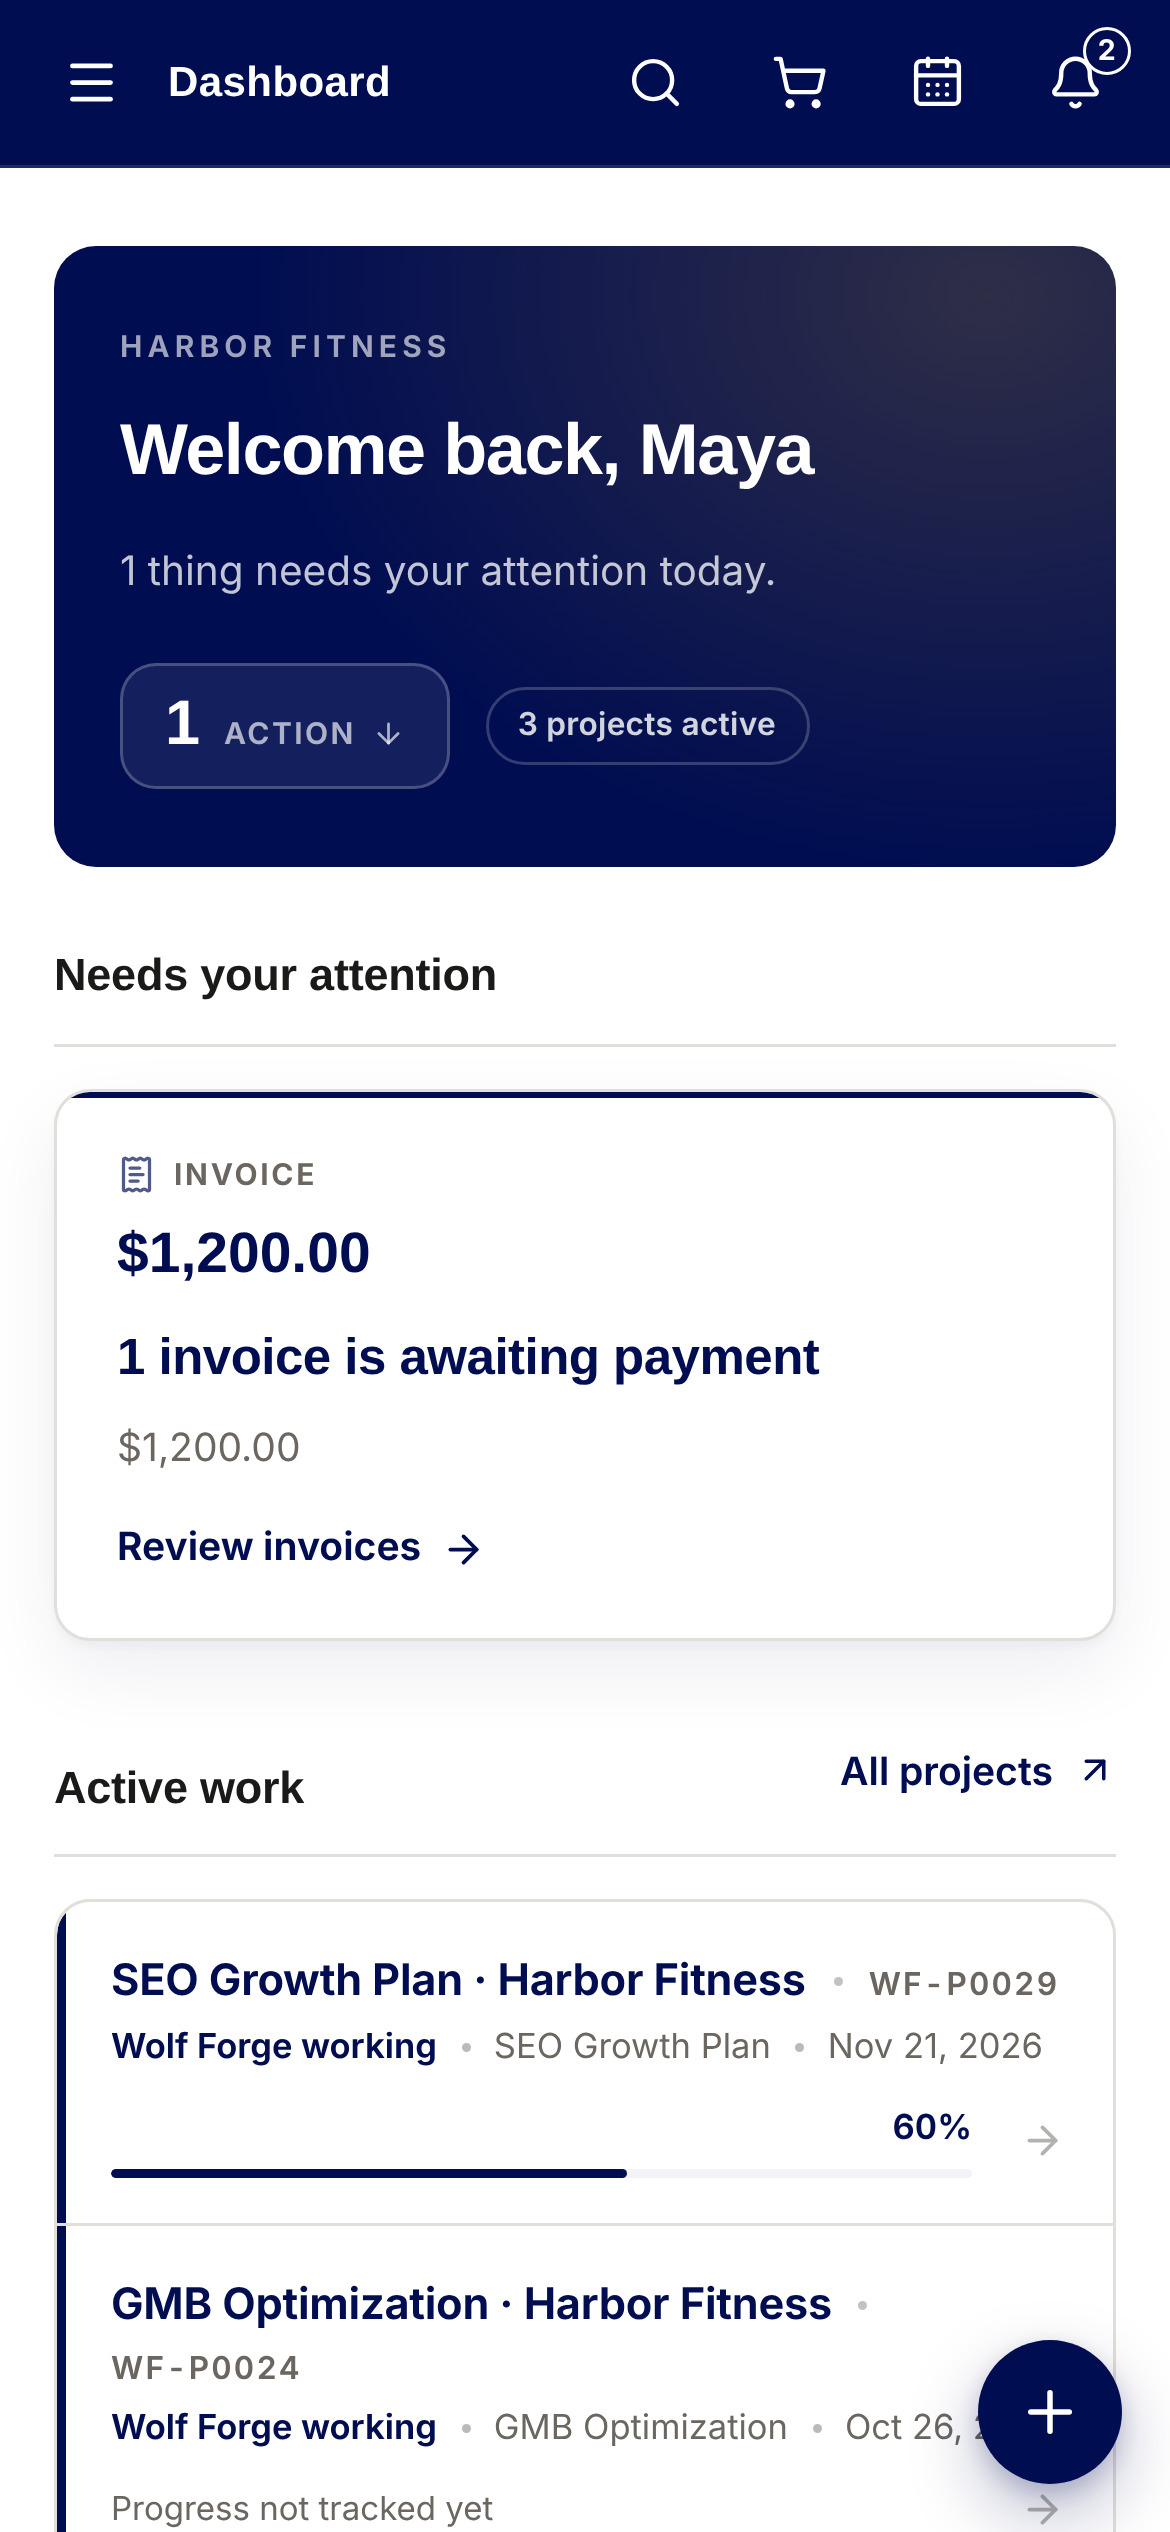 Dashboard
2
HARBOR FITNESS
Welcome back, Maya
1 thing needs your attention today.
1 ACTION
3 projects active
Needs your attention
INVOICE
$1,200.00
1 invoice is awaiting payment
$1,200.00
Review invoices
Active work
All projects
SEO Growth Plan · Harbor Fitness • WF-P0029
Wolf Forge working • SEO Growth Plan • Nov 21, 2026
60%
GMB Optimization · Harbor Fitness •
WF-P0024
Wolf Forge working • GMB Optimization • Oct 26,
Progress not tracked yet